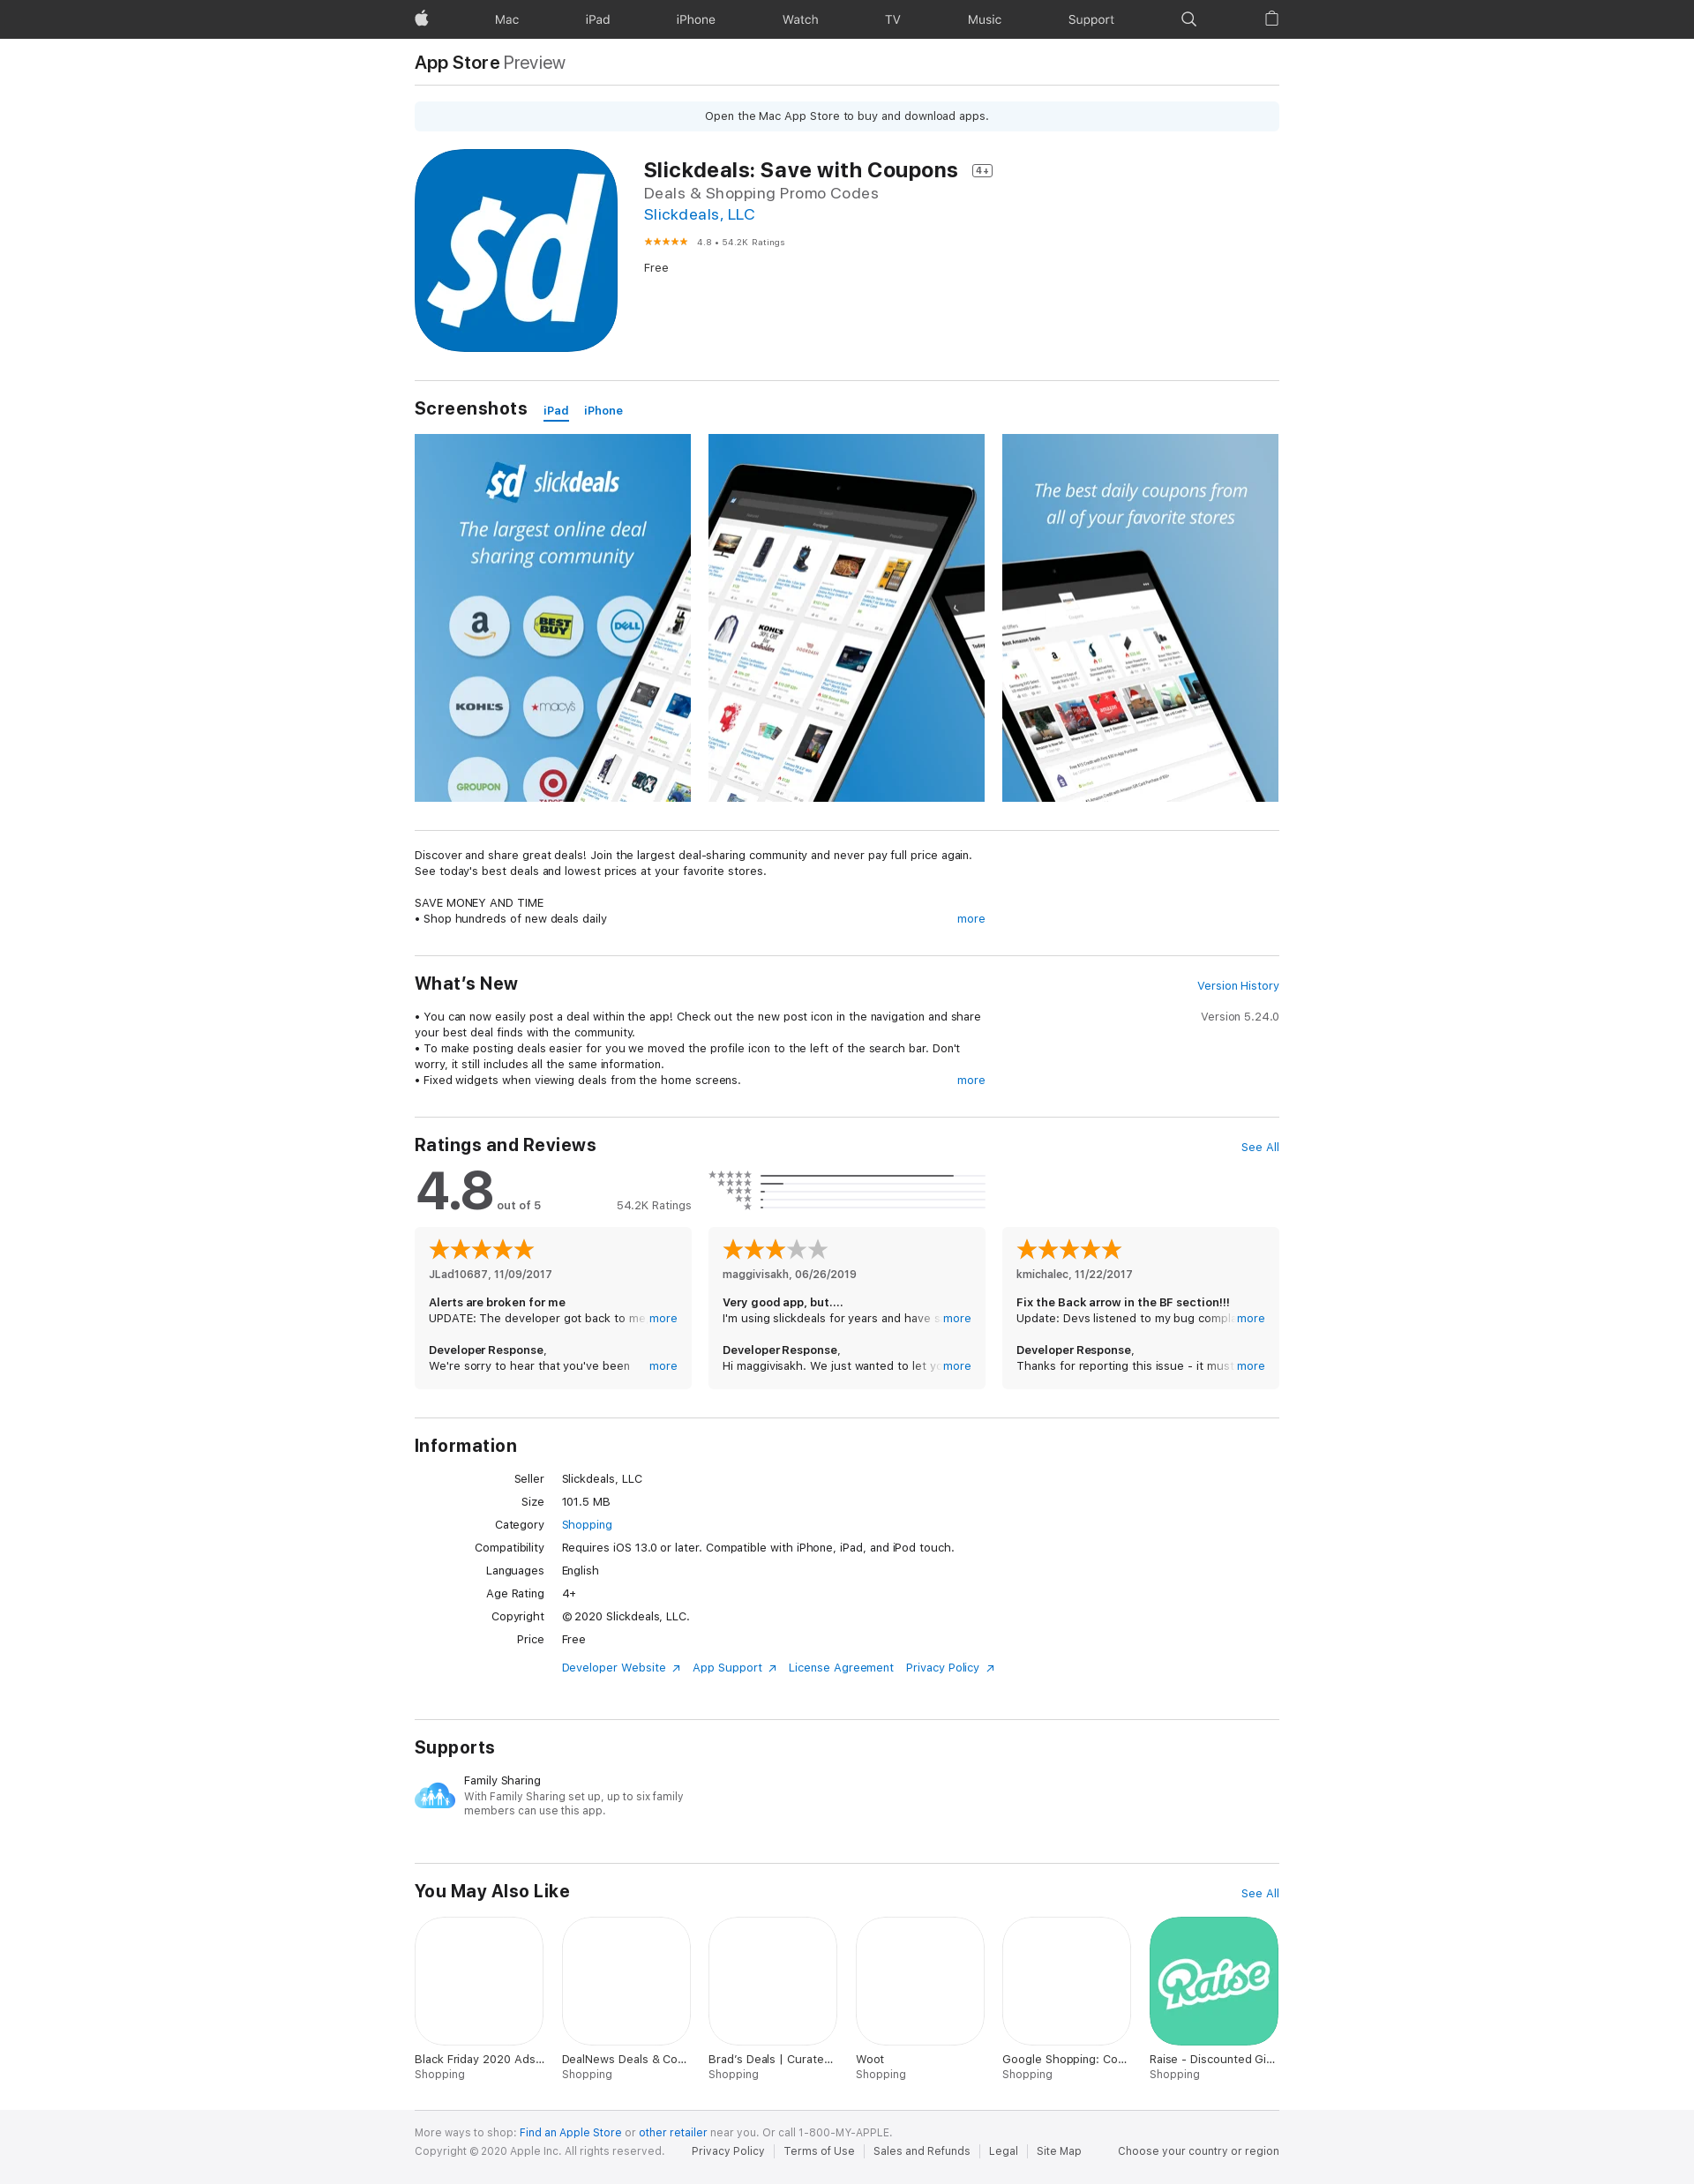 Mac iPad iPhone Watch TV Music Support
App Store Preview
Open the Mac App Store to buy and download apps.
$d
Slickdeals: Save with Coupons 4+
Deals & Shopping Promo Codes
Slickdeals, LLC
★★★★★ 4.8 • 54.2K Ratings
Free
Screenshots iPad iPhone
$d slickdeals
The largest online deal
sharing community
a BEST BUY DELL
KOHL'S ★macy's
GROUPON
KOHL'S
30% Off
for
Cardholders
The best daily coupons from
all of your favorite stores
Discover and share great deals! Join the largest deal-sharing community and never pay full price again.
See today's best deals and lowest prices at your favorite stores.
SAVE MONEY AND TIME
• Shop hundreds of new deals daily more
What's New Version History
• You can now easily post a deal within the app! Check out the new post icon in the navigation and share
your best deal finds with the community.
• To make posting deals easier for you we moved the profile icon to the left of the search bar. Don't
worry, it still includes all the same information.
• Fixed widgets when viewing deals from the home screens. more
Version 5.24.0
Ratings and Reviews See All
4.8 out of 5 54.2K Ratings
JLad10687, 11/09/2017
Alerts are broken for me
UPDATE: The developer got back to me more
Developer Response,
We're sorry to hear that you've been more
maggivisakh, 06/26/2019
Very good app, but....
I'm using slickdeals for years and have s more
Developer Response,
Hi maggivisakh. We just wanted to let yo more
kmichalec, 11/22/2017
Fix the Back arrow in the BF section!!!
Update: Devs listened to my bug compla more
Developer Response,
Thanks for reporting this issue - it must more
Information
Seller Slickdeals, LLC
Size 101.5 MB
Category Shopping
Compatibility Requires iOS 13.0 or later. Compatible with iPhone, iPad, and iPod touch.
Languages English
Age Rating 4+
Copyright © 2020 Slickdeals, LLC.
Price Free
Developer Website App Support License Agreement Privacy Policy
Supports
Family Sharing
With Family Sharing set up, up to six family
members can use this app.
You May Also Like See All
Raise
Black Friday 2020 Ads... DealNews Deals & Co... Brad's Deals | Curate... Woot Google Shopping: Co... Raise - Discounted Gi...
Shopping Shopping Shopping Shopping Shopping Shopping
More ways to shop: Find an Apple Store or other retailer near you. Or call 1-800-MY-APPLE.
Copyright © 2020 Apple Inc. All rights reserved. Privacy Policy Terms of Use Sales and Refunds Legal Site Map Choose your country or region